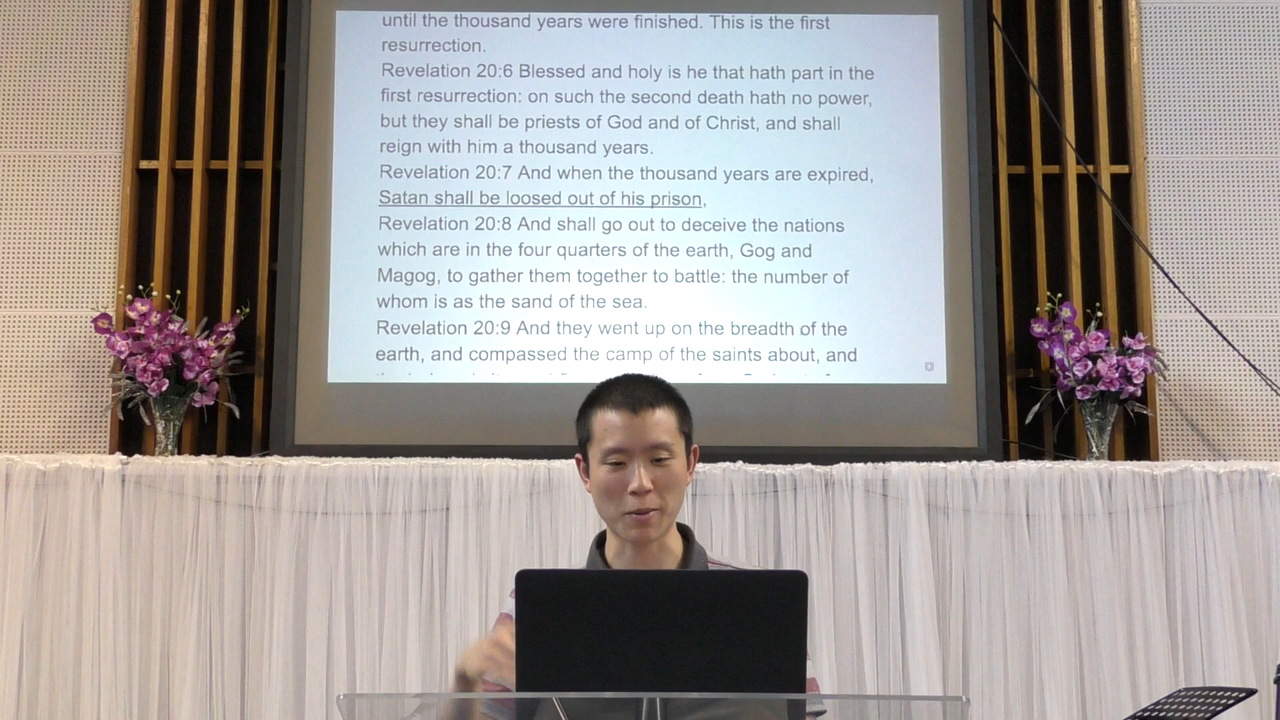 until the thousand years were finished. This is the first
resurrection.
Revelation 20:6 Blessed and holy is he that hath part in the
first resurrection: on such the second death hath no power,
but they shall be priests of God and of Christ, and shall
reign with him a thousand years.
Revelation 20:7 And when the thousand years are expired,
Satan shall be loosed out of his prison,
Revelation 20:8 And shall go out to deceive the nations
which are in the four quarters of the earth, Gog and
Magog, to gather them together to battle: the number of
whom is as the sand of the sea.
Revelation 20:9 And they went up on the breadth of the
earth, and compassed the camp of the saints about, and